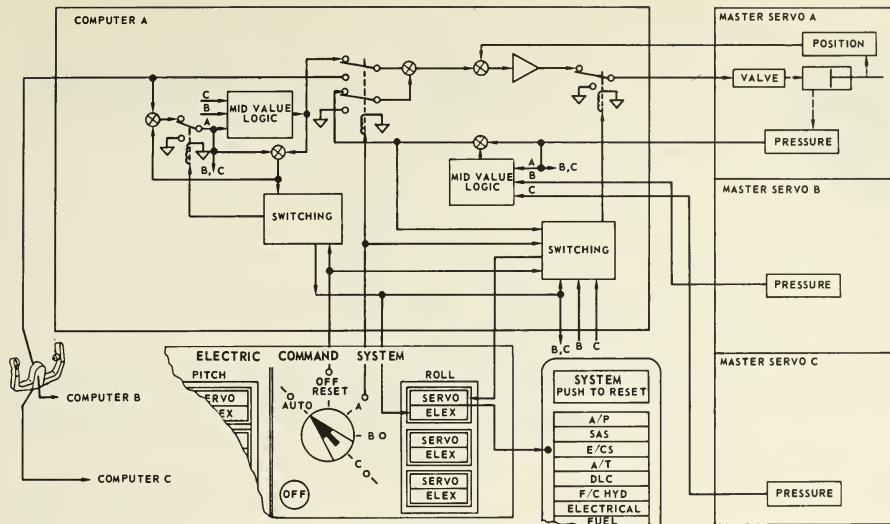 COMPUTER A
MASTER SERVO A
POSITION
VALVE
C
B
A
MID VALUE
LOGIC
PRESSURE
B, C
A
B, C
B
C
MID VALUE
LOGIC
MASTER SERVO B
SWITCHING
SWITCHING
PRESSURE
B,C
B
C
MASTER SERVO C
ELECTRIC COMMAND SYSTEM
PITCH
SERVO
ELEX
OFF
RESET
AUTO
A
B
C
OFF
ROLL
SERVO
ELEX
SERVO
ELEX
SERVO
ELEX
SYSTEM
PUSH TO RESET
A/P
SAS
E/CS
A/T
DLC
F/C HYD
ELECTRICAL
FUEL
COMPUTER B
COMPUTER C
PRESSURE